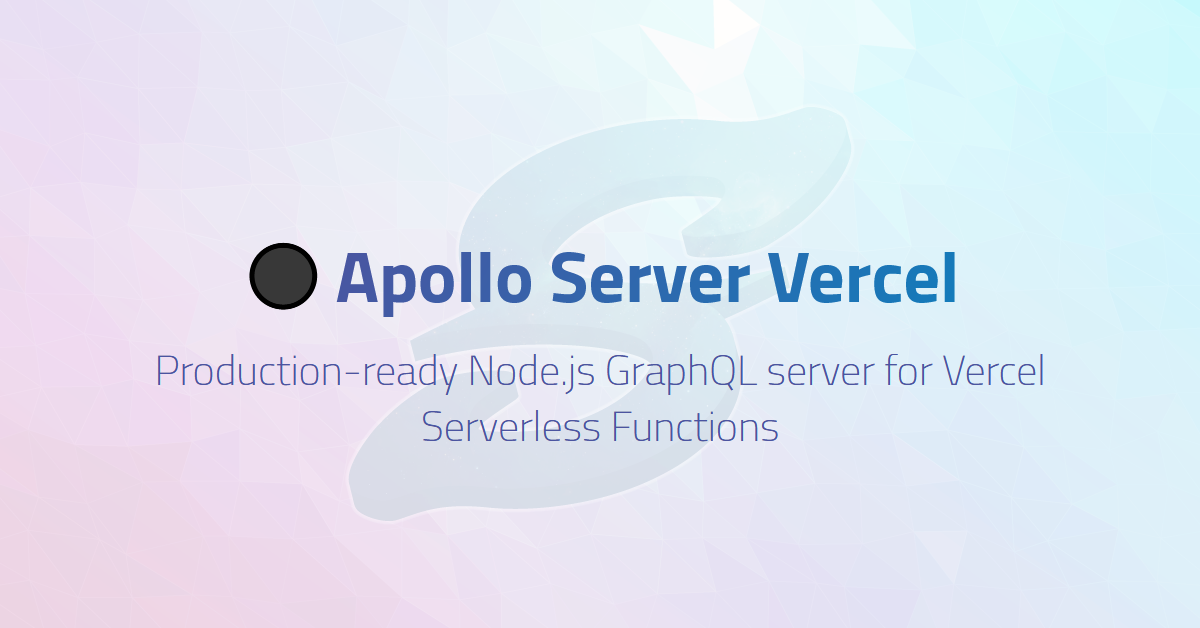 Apollo Server Vercel
Production-ready Node.js GraphQL server for Vercel
Serverless Functions